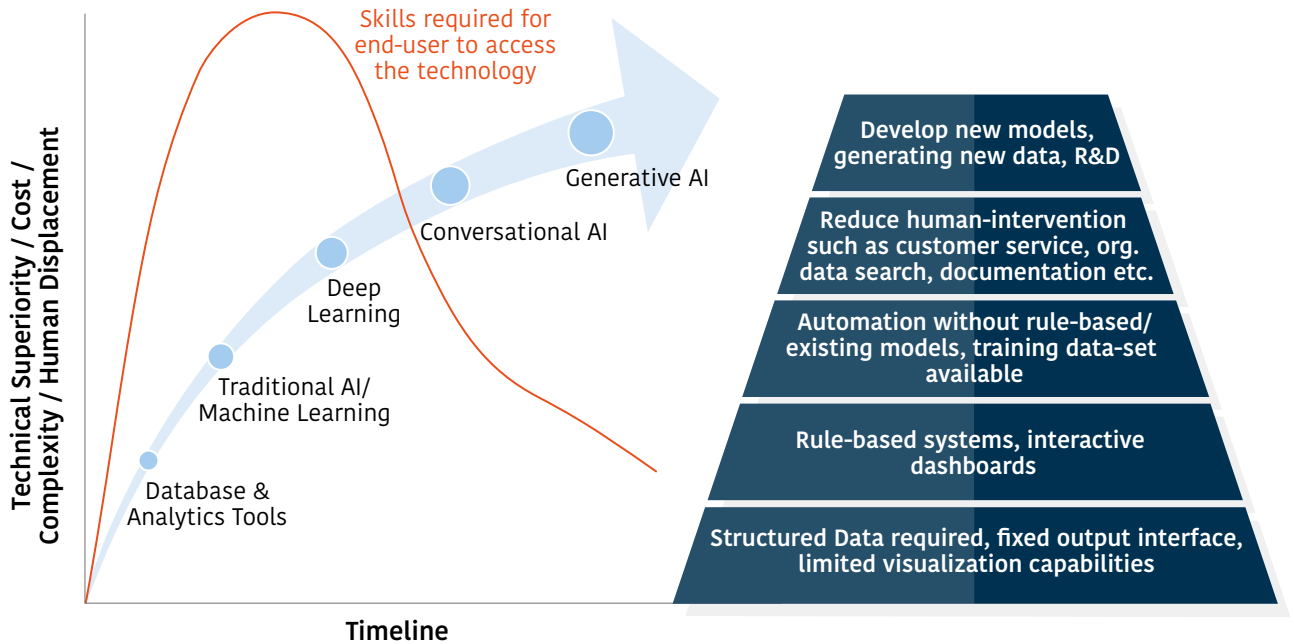 Technical Superiority / Cost /
Complexity / Human Displacement
Skills required for
end-user to access
the technology
Generative AI
Conversational AI
Deep
Learning
Traditional AI/
Machine Learning
Database &
Analytics Tools
Timeline
Develop new models,
generating new data, R&D
Reduce human-intervention
such as customer service, org.
data search, documentation etc.
Automation without rule-based/
existing models, training data-set
available
Rule-based systems, interactive
dashboards
Structured Data required, fixed output interface,
limited visualization capabilities